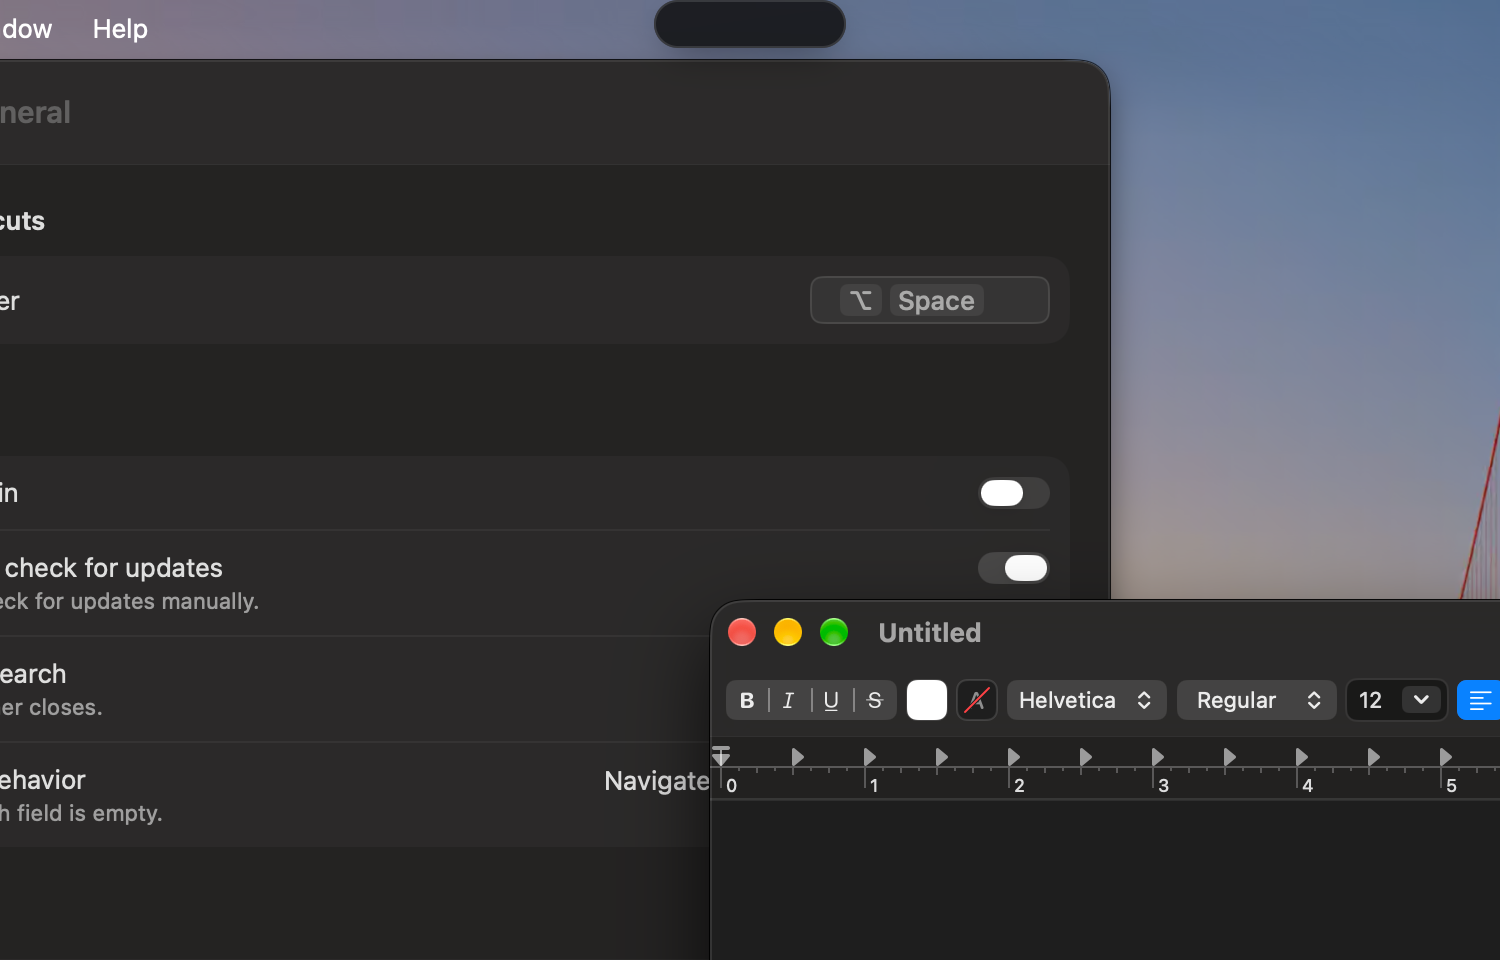 dow Help
neral
cuts
er ⌥ Space
in
check for updates
eck for updates manually.
earch
er closes.
ehavior Navigate
h field is empty.
Untitled
B I U S A Helvetica Regular 12
0 1 2 3 4 5